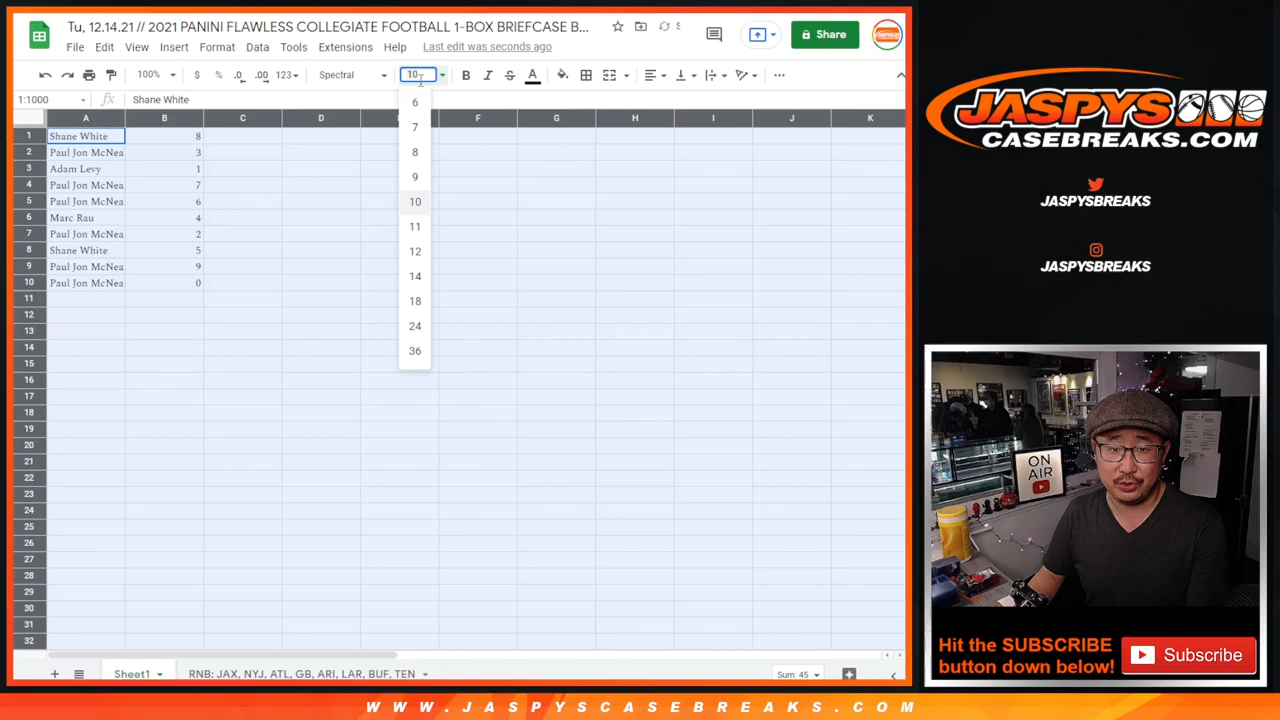 Tu, 12.14.21 // 2021 PANINI FLAWLESS COLLEGIATE FOOTBALL 1-BOX BRIEFCASE B...
File Edit View Insert Format Data Tools Extensions Help Last edit was seconds ago
Share
100% $ % .0 .00 123 Spectral 10 B I S A
1:1000 fx Shane White
A B C D F G H I J K
1 Shane White 8
2 Paul Jon McNea 3
3 Adam Levy 1
4 Paul Jon McNea 7
5 Paul Jon McNea 6
6 Marc Rau 4
7 Paul Jon McNea 2
8 Shane White 5
9 Paul Jon McNea 9
10 Paul Jon McNea 0
11
12
13
14
15
16
17
18
19
20
21
22
23
24
25
26
27
28
29
30
31
32
6
7
8
9
10
11
12
14
18
24
36
Sheet1 RNB: JAX, NYJ, ATL, GB, ARI, LAR, BUF, TEN
Sum: 45
JASPYS
CASEBREAKS.COM
JASPYSBREAKS
JASPYSBREAKS
ON
AIR
Hit the SUBSCRIBE
button down below!
Subscribe
WWW.JASPYSCASEBREAKS.COM